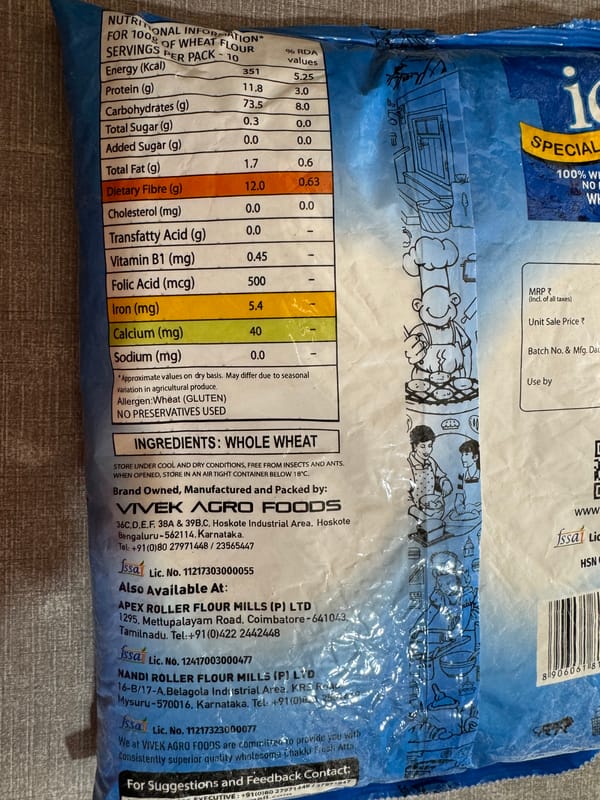 NUTRITIONAL INFORMATION*
FOR 100g OF WHEAT FLOUR
SERVINGS PER PACK - 10 % RDA values
Energy (Kcal) 351 5.25
Protein (g) 11.8 3.0
Carbohydrates (g) 73.5 8.0
Total Sugar (g) 0.3 0.0
Added Sugar (g) 0.0 0.0
Total Fat (g) 1.7 0.6
Dietary Fibre (g) 12.0 0.63
Cholesterol (mg) 0.0 0.0
Transfatty Acid (g) 0.0 –
Vitamin B1 (mg) 0.45 –
Folic Acid (mcg) 500 –
Iron (mg) 5.4 –
Calcium (mg) 40 –
Sodium (mg) 0.0 –
*Approximate values on dry basis. May differ due to seasonal
variation in agricultural produce.
Allergen:Wheat (GLUTEN)
NO PRESERVATIVES USED
INGREDIENTS: WHOLE WHEAT
STORE UNDER COOL AND DRY CONDITIONS, FREE FROM INSECTS AND ANTS.
WHEN OPENED, STORE IN AN AIR TIGHT CONTAINER BELOW 18°C.
Brand Owned, Manufactured and Packed by:
VIVEK AGRO FOODS
36C,D,E,F, 38A & 39B,C, Hoskote Industrial Area, Hoskote
Bengaluru-562114, Karnataka.
Tel: +91(0)80 27971448 / 23565447
fssai Lic. No. 11217303000055
Also Available At:
APEX ROLLER FLOUR MILLS (P) LTD
1295, Mettupalayam Road, Coimbatore-641043,
Tamilnadu. Tel:+91(0)422 2442448
fssai Lic. No. 12417003000477
NANDI ROLLER FLOUR MILLS (P) LTD
16-B/17-A,Belagola Industrial Area, KRS
Mysuru-570016, Karnataka. Tel: +91(0)
fssai Lic. No. 11217323000077
We at VIVEK AGRO FOODS are committed to provide you with
consistently superior quality wholesome Chakki Fresh Atta.
For Suggestions and Feedback Contact:
EXECUTIVE : +91(0)80 27971448
SPECIAL
100% W
NO
WH
MRP ₹
(Incl. of all taxes)
Unit Sale Price ₹
Batch No. & Mfg. Da
Use by
www
fssai Lic
HSN
8 906061 81